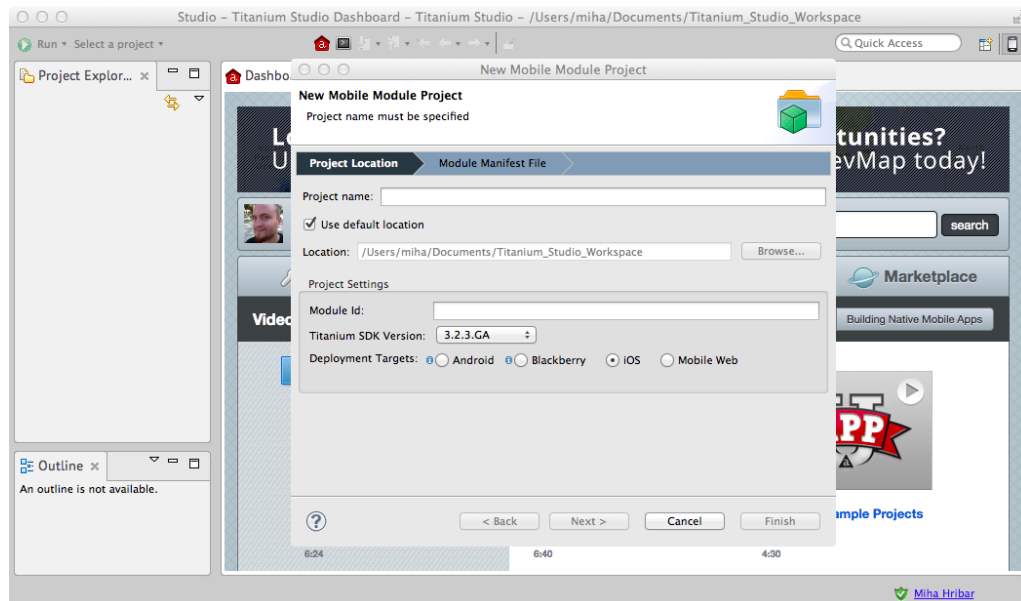 Studio – Titanium Studio Dashboard – Titanium Studio – /Users/miha/Documents/Titanium_Studio_Workspace
Run Select a project
Quick Access
Project Explor...
Dashbo
New Mobile Module Project
New Mobile Module Project
Project name must be specified
Project Location
Module Manifest File
Project name:
Use default location
Location: /Users/miha/Documents/Titanium_Studio_Workspace Browse...
Project Settings
Module Id:
Titanium SDK Version: 3.2.3.GA
Deployment Targets: Android Blackberry iOS Mobile Web
< Back Next > Cancel Finish
tunities?
evMap today!
search
Marketplace
Video
Building Native Mobile Apps
APP
ample Projects
6:24 6:40 4:30
Outline
An outline is not available.
Miha Hribar